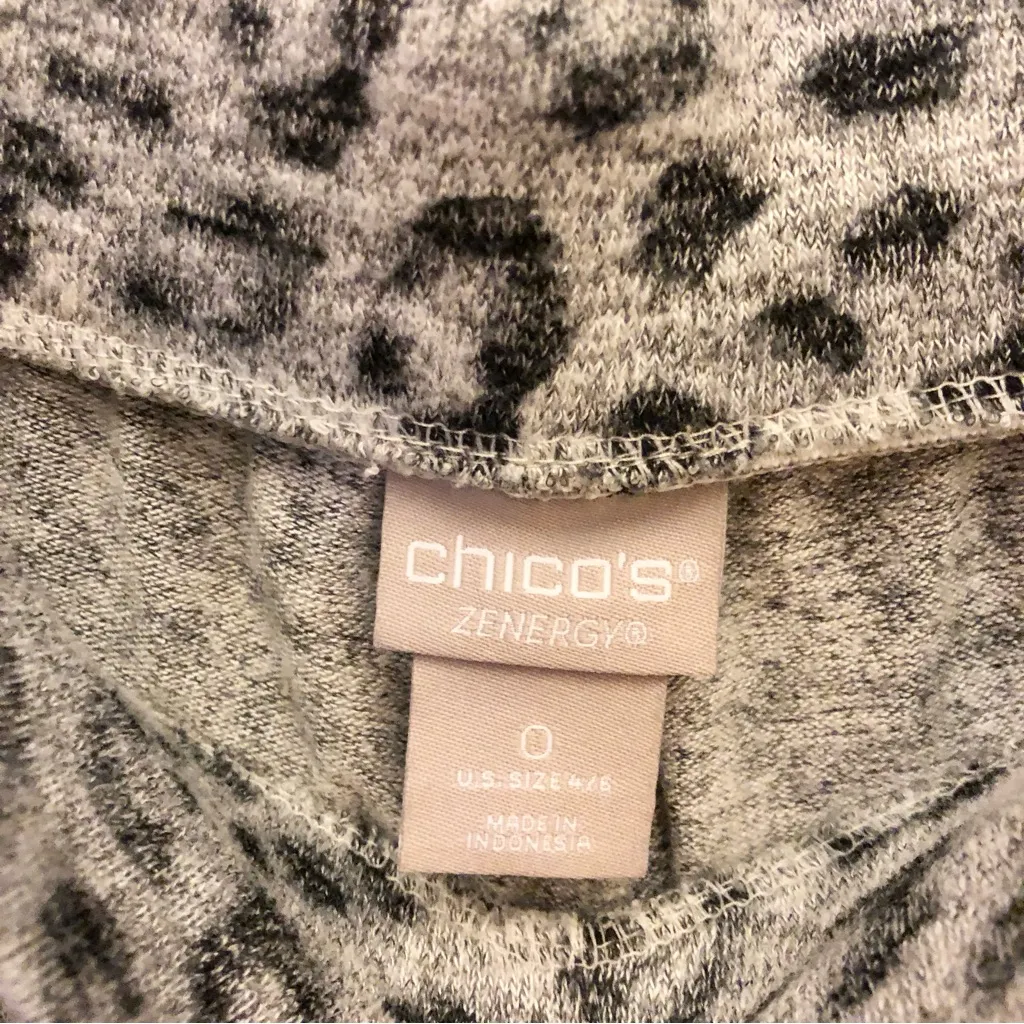 chico's®
ZENERGY®
0
U.S. SIZE 4/6
MADE IN
INDONESIA